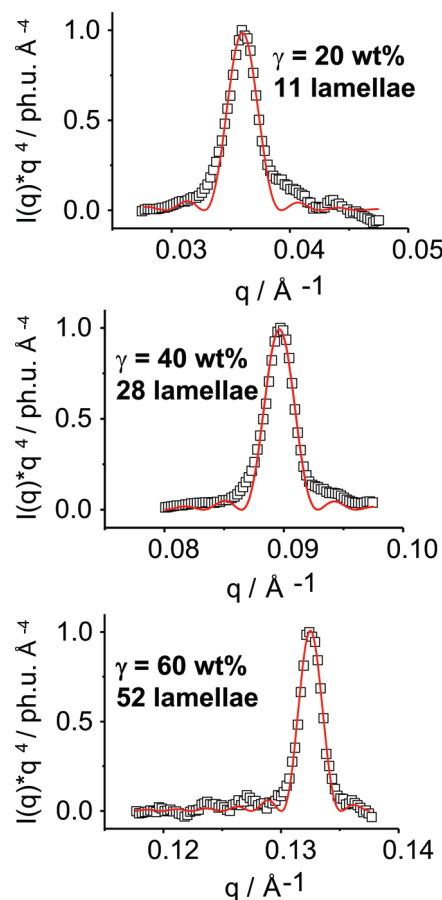 I(q)*q ⁴ / ph.u. Å ⁻⁴
1.0
0.5
0.0
γ = 20 wt%
11 lamellae
0.03 0.04 0.05
q / Å ⁻¹
I(q)*q ⁴ / ph.u. Å ⁻⁴
1.0
0.5
0.0
γ = 40 wt%
28 lamellae
0.08 0.09 0.10
q / Å ⁻¹
I(q)*q ⁴ / ph.u. Å ⁻⁴
1.0
0.5
0.0
γ = 60 wt%
52 lamellae
0.12 0.13 0.14
q / Å⁻¹